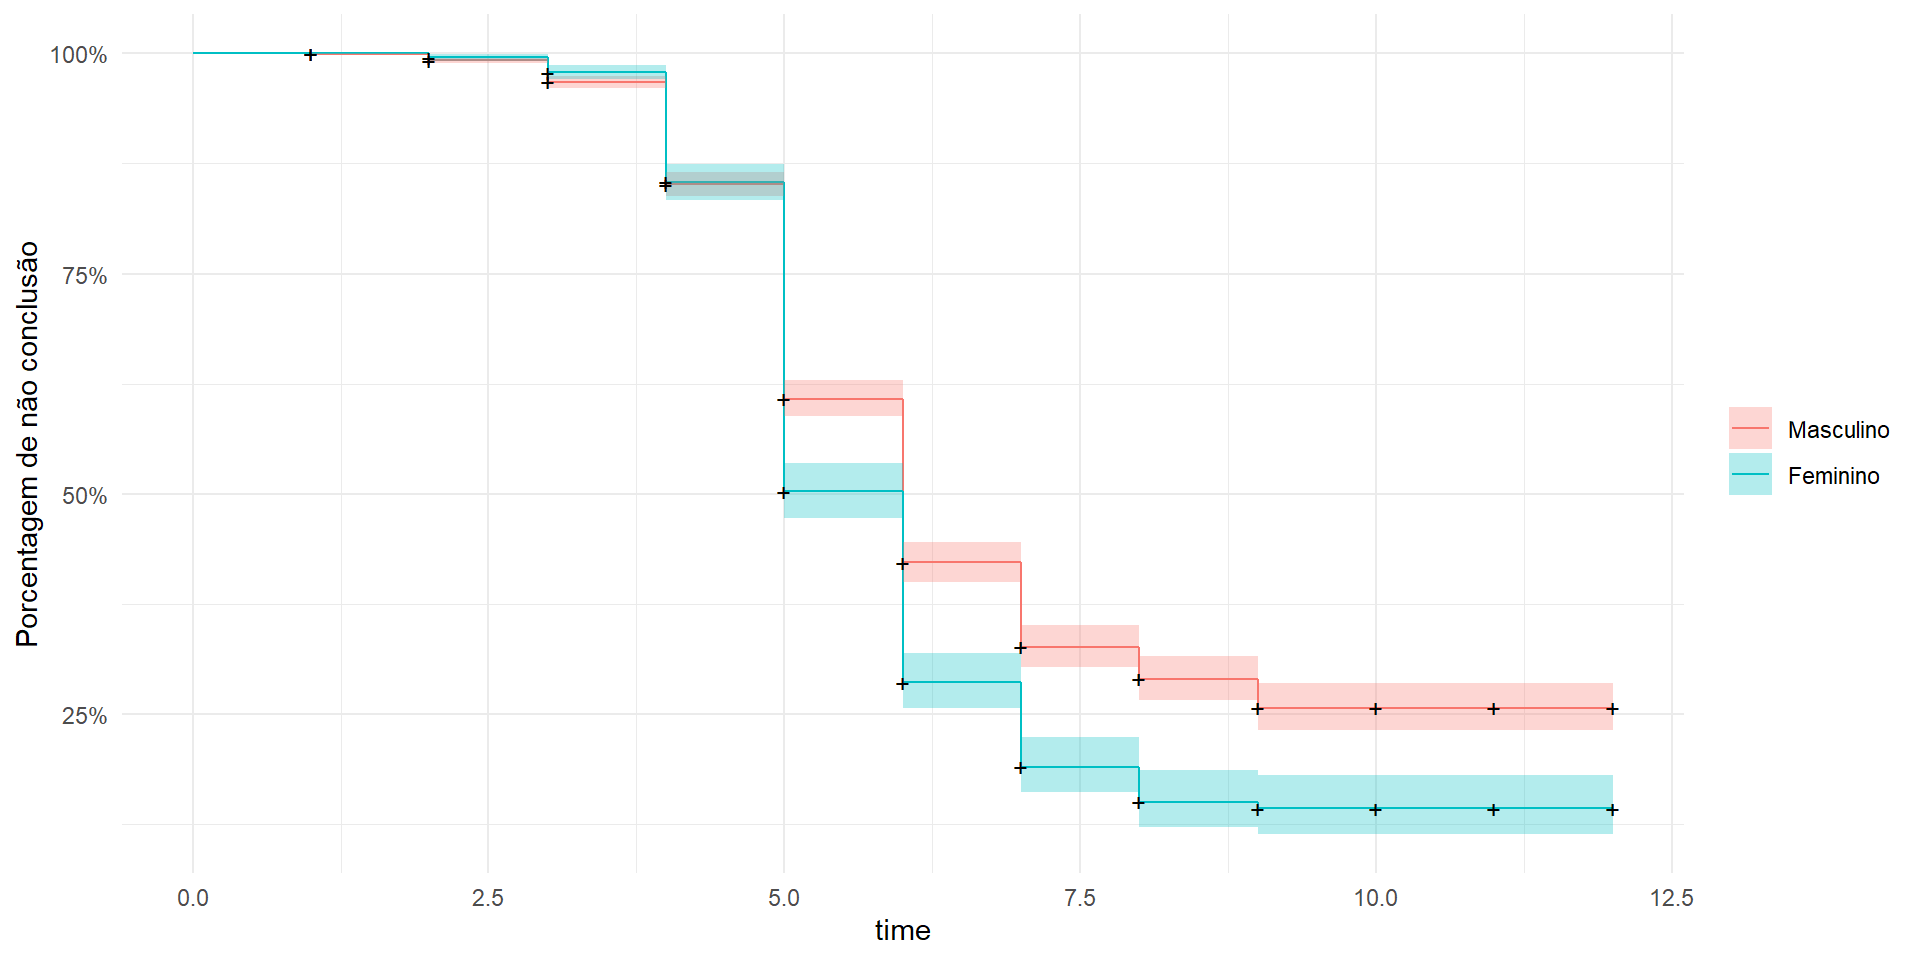 Porcentagem de não conclusão
100%
75%
50%
25%
0.0
2.5
5.0
7.5
10.0
12.5
time
Masculino
Feminino